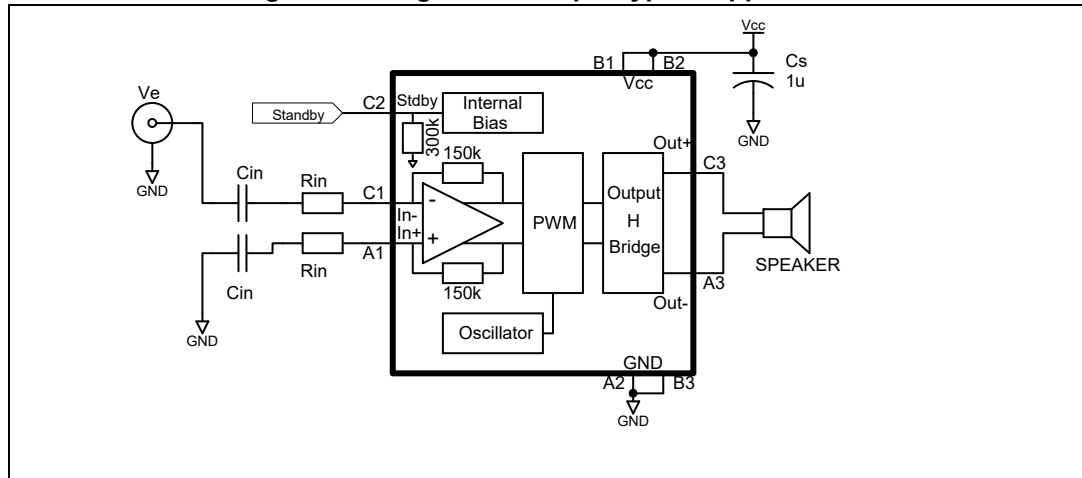 Vcc
B1
B2
Vcc
Cs
1u
GND
Ve
GND
Standby
C2
Stdby
Internal
Bias
300k
150k
Out+
C3
Cin
Rin
C1
In-
-
In+
+
A1
Rin
Cin
GND
PWM
Output
H
Bridge
SPEAKER
150k
A3
Out-
Oscillator
GND
A2
B3
GND